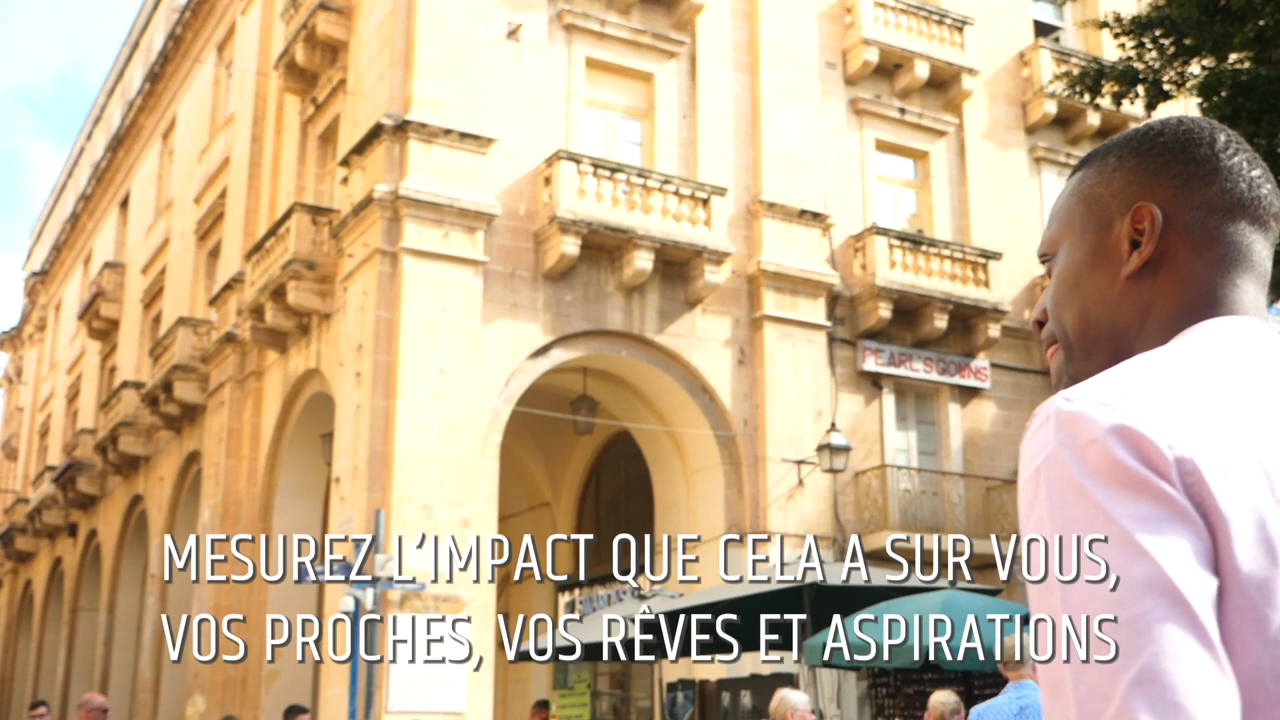 PEARL'S GOWNS
MESUREZ L'IMPACT QUE CELA A SUR VOUS,
VOS PROCHES, VOS RÊVES ET ASPIRATIONS